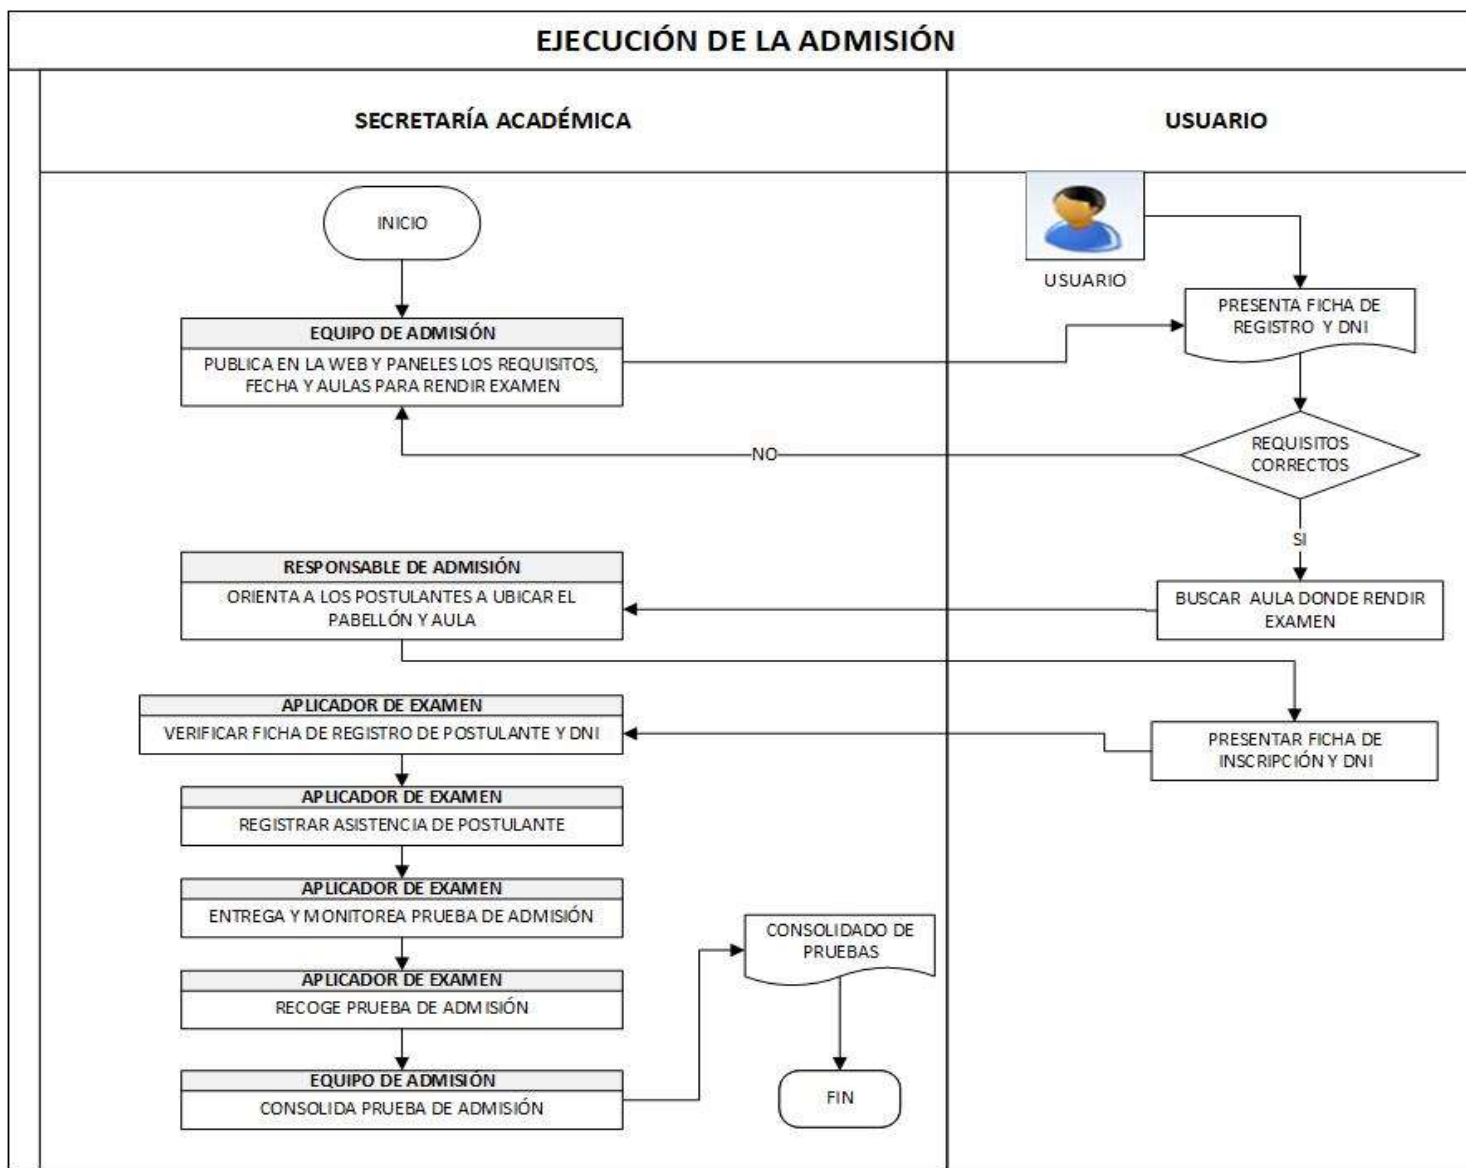 EJECUCIÓN DE LA ADMISIÓN
SECRETARÍA ACADÉMICA
USUARIO
INICIO
USUARIO
EQUIPO DE ADMISIÓN
PUBLICA EN LA WEB Y PANELES LOS REQUISITOS,
FECHA Y AULAS PARA RENDIR EXAMEN
PRESENTA FICHA DE
REGISTRO Y DNI
NO
REQUISITOS
CORRECTOS
SI
RESPONSABLE DE ADMISIÓN
ORIENTA A LOS POSTULANTES A UBICAR EL
PABELLÓN Y AULA
BUSCAR AULA DONDE RENDIR
EXAMEN
APLICADOR DE EXAMEN
VERIFICAR FICHA DE REGISTRO DE POSTULANTE Y DNI
PRESENTAR FICHA DE
INSCRIPCIÓN Y DNI
APLICADOR DE EXAMEN
REGISTRAR ASISTENCIA DE POSTULANTE
APLICADOR DE EXAMEN
ENTREGA Y MONITOREA PRUEBA DE ADMISIÓN
APLICADOR DE EXAMEN
RECOGE PRUEBA DE ADMISIÓN
EQUIPO DE ADMISIÓN
CONSOLIDA PRUEBA DE ADMISIÓN
CONSOLIDADO DE
PRUEBAS
FIN